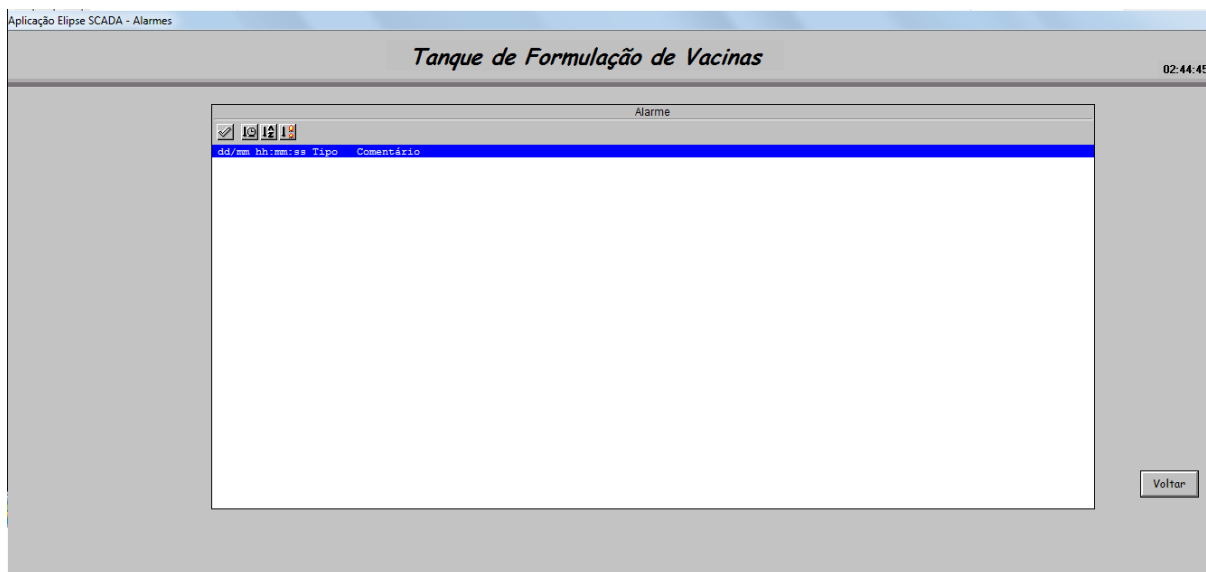 Aplicação Elipse SCADA - Alarmes
Tanque de Formulação de Vacinas
02:44:45
Alarme
dd/mm hh:mm:ss Tipo Comentário
Voltar